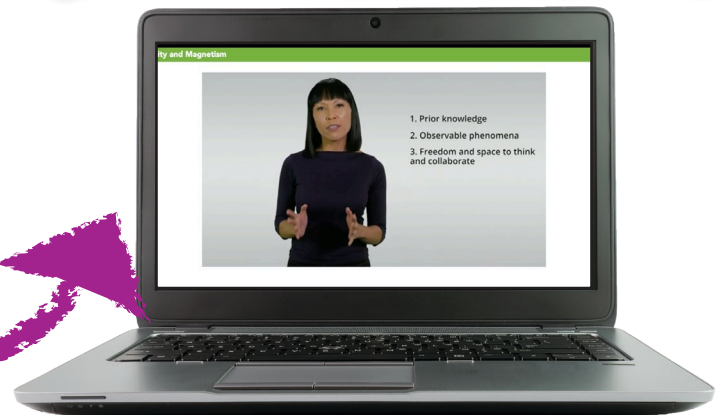 ity and Magnetism
1. Prior knowledge
2. Observable phenomena
3. Freedom and space to think
and collaborate